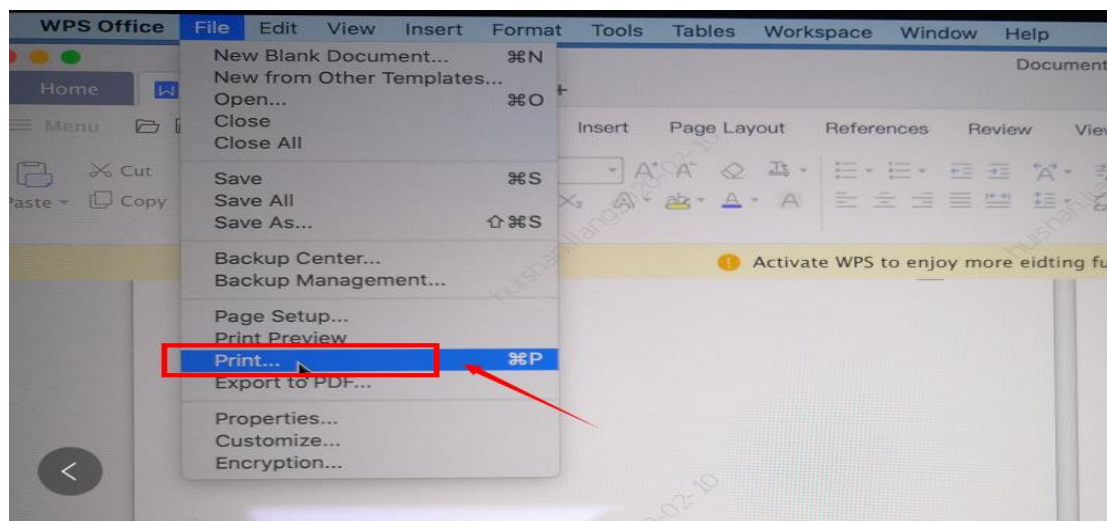 WPS Office File Edit View Insert Format Tools Tables Workspace Window Help
New Blank Document... ⌘N
Document
New from Other Templates...
Home
Open... ⌘O
+
Menu
Close
Insert Page Layout References Review View
Close All
Cut
Save ⌘S
Paste Copy
Save All
Save As... ⇧⌘S
Backup Center...
Activate WPS to enjoy more eidting fu
Backup Management...
Page Setup...
Print Preview
Print... ⌘P
Export to PDF...
Properties...
Customize...
Encryption...